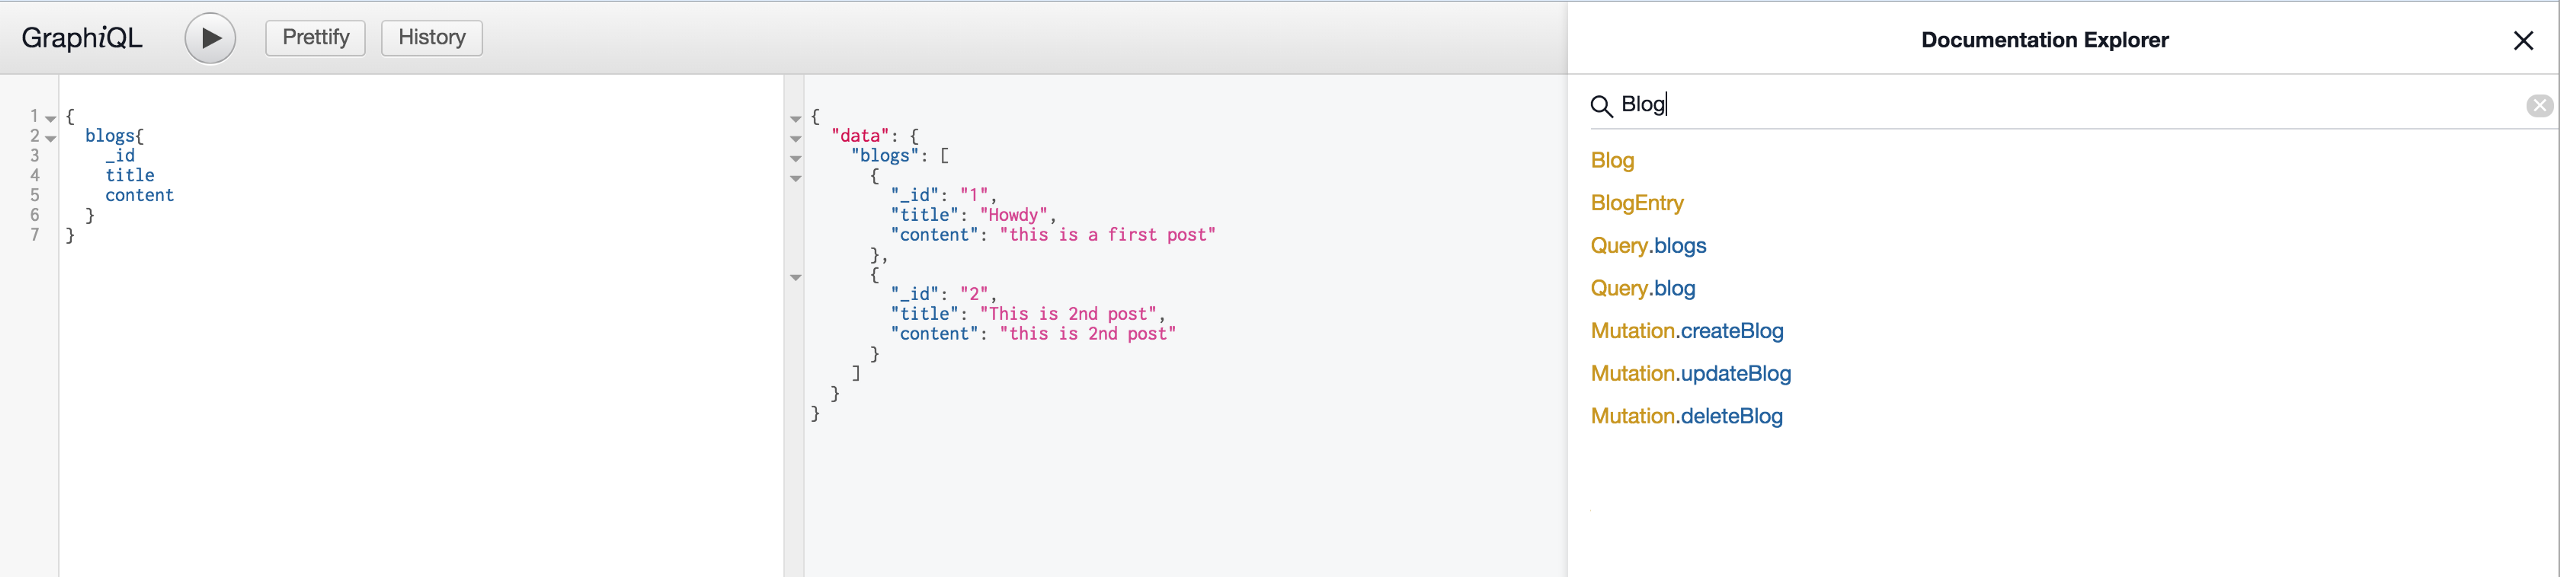 GraphiQL Prettify History
1 {
2   blogs{
3     _id
4     title
5     content
6   }
7 }
{
  "data": {
    "blogs": [
      {
        "_id": "1",
        "title": "Howdy",
        "content": "this is a first post"
      },
      {
        "_id": "2",
        "title": "This is 2nd post",
        "content": "this is 2nd post"
      }
    ]
  }
}
Documentation Explorer
Blog
Blog
BlogEntry
Query.blogs
Query.blog
Mutation.createBlog
Mutation.updateBlog
Mutation.deleteBlog